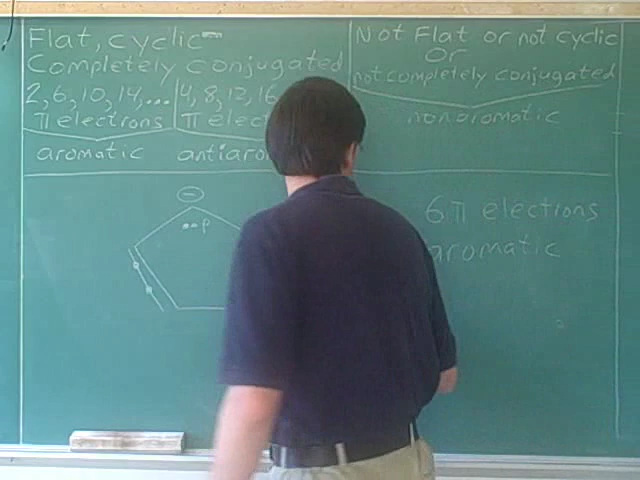 Flat, cyclic
Completely conjugated
2, 6, 10, 14, ... 4, 8, 12, 16
π electrons π elect
aromatic antiaro
Not Flat or not cyclic
or
not completely conjugated
nonaromatic
−
p
6π electrons
aromatic